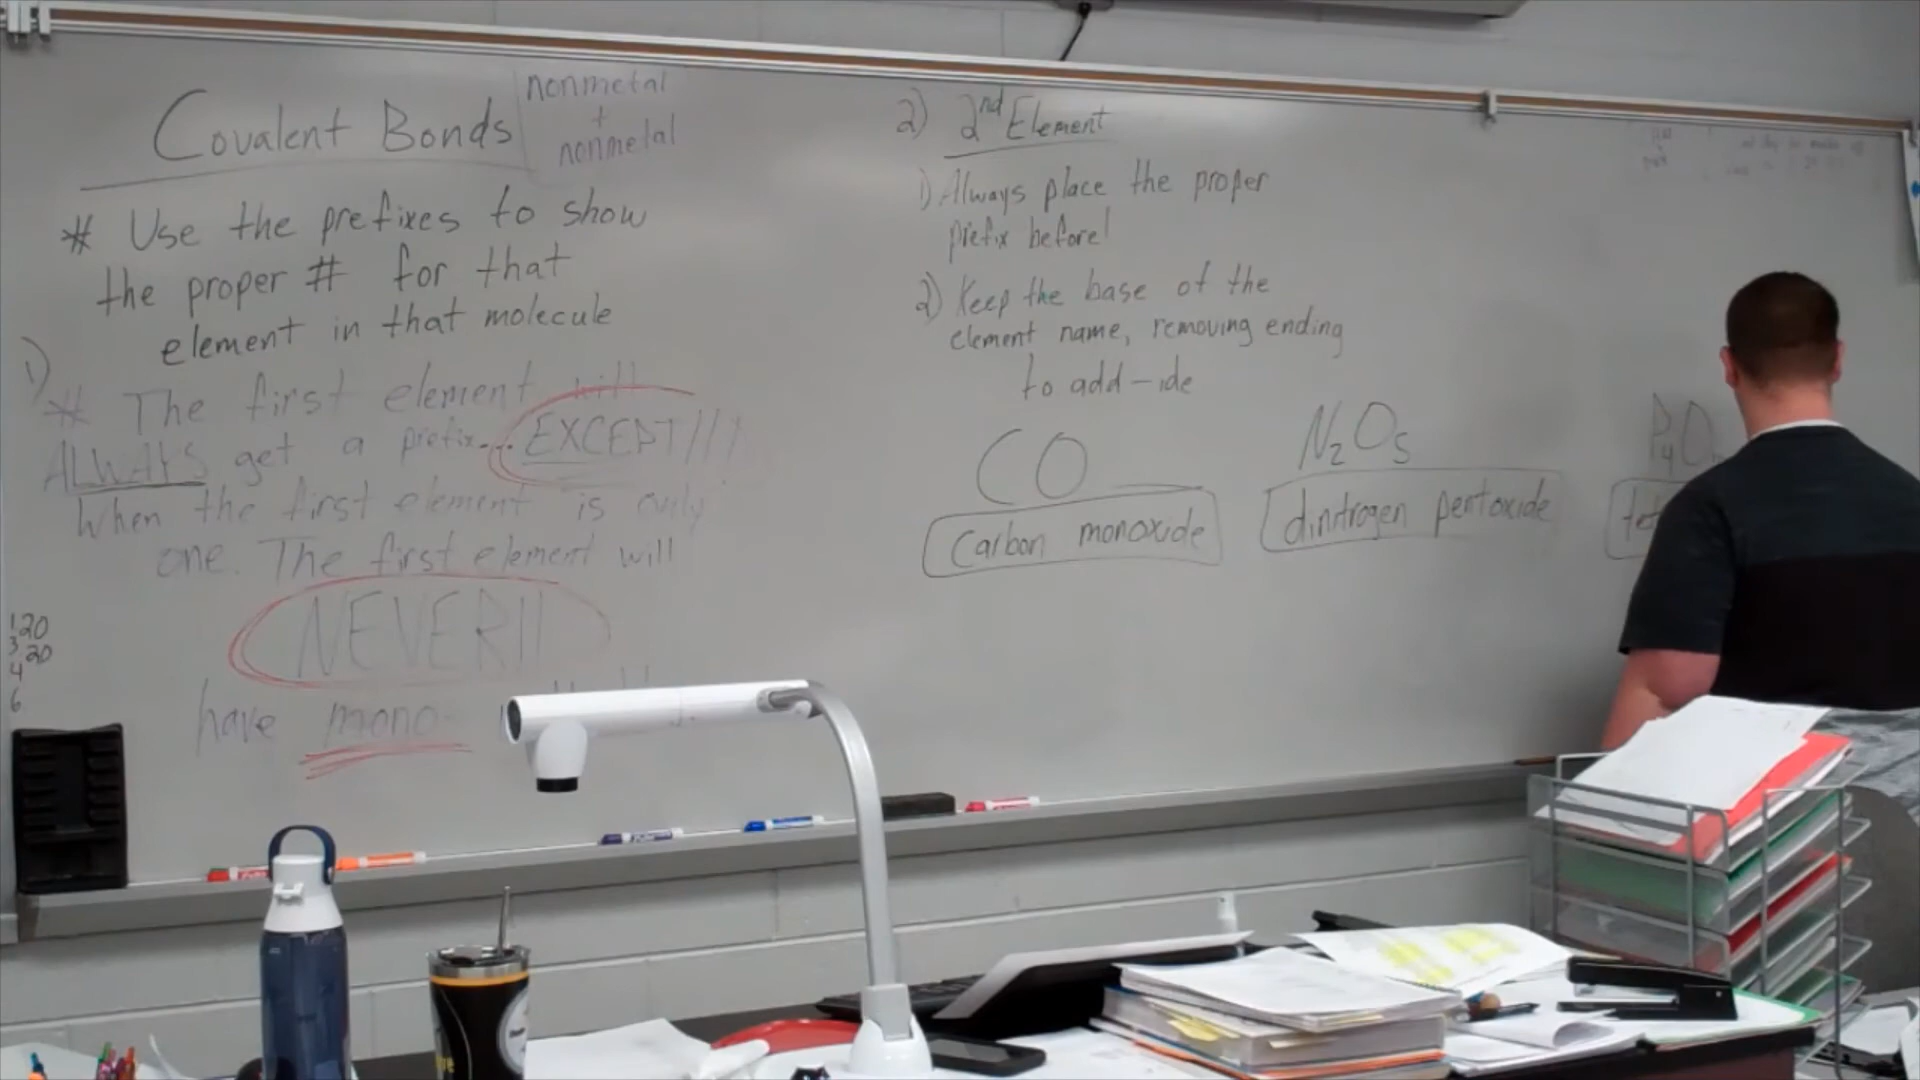 Covalent Bonds
nonmetal
+
nonmetal
* Use the prefixes to show
the proper # for that
element in that molecule
1)
* The first element will
ALWAYS get a prefix... EXCEPT!!!
When the first element is only
one. The first element will
NEVER!!
have mono-
120
3 20
4
6
2) 2nd Element
1) Always place the proper
prefix before!
2) Keep the base of the
element name, removing ending
to add -ide
CO
carbon monoxide
N2O5
dinitrogen pentoxide
P4O
tet